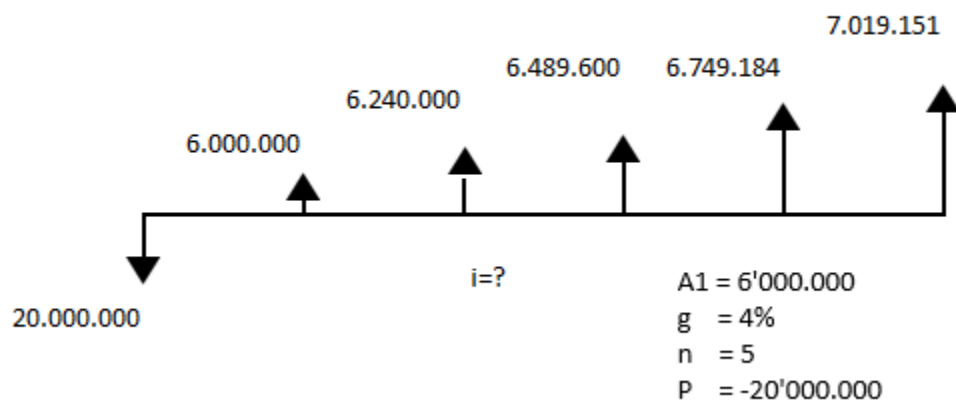 7.019.151
6.489.600 6.749.184
6.240.000
6.000.000
i=?
A1 = 6'000.000
20.000.000
g = 4%
n = 5
P = -20'000.000